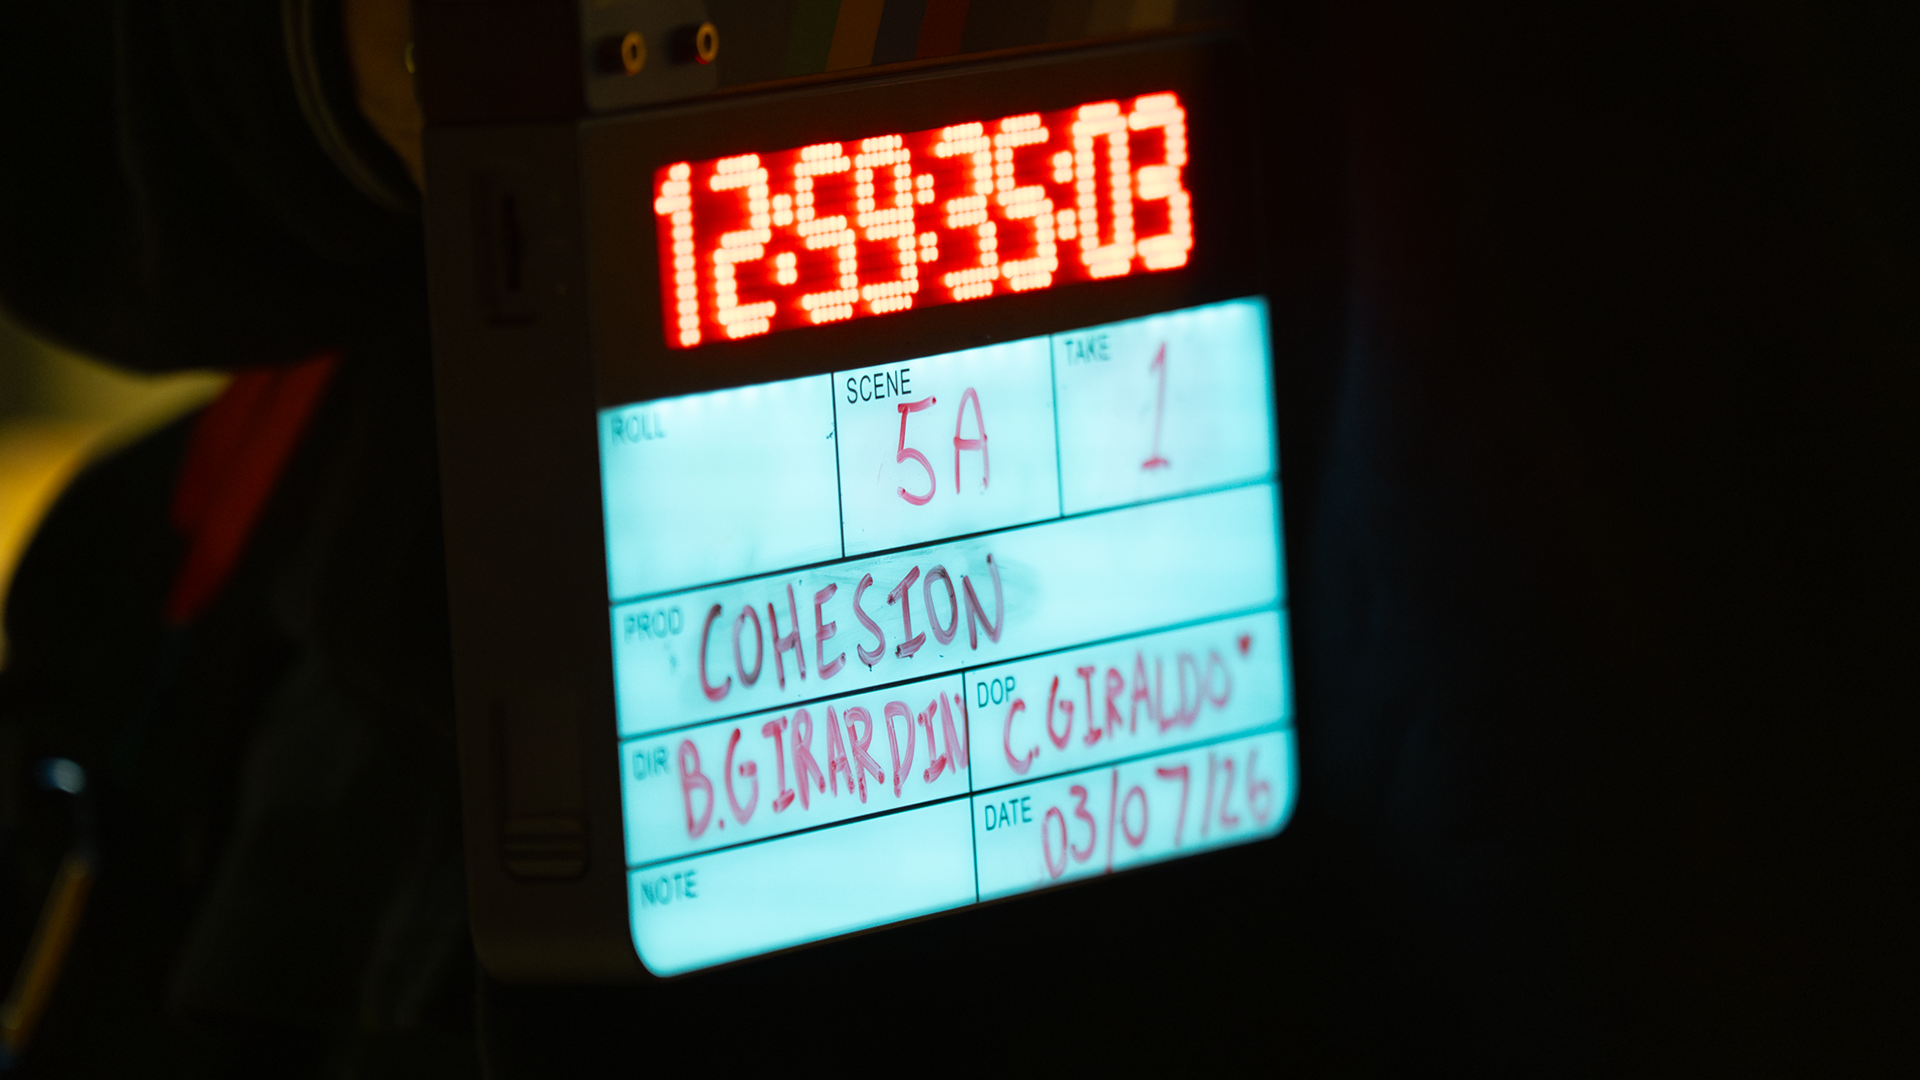 12:59:35:03
ROLL
SCENE 5A
TAKE 1
PROD COHESION
DIR B.GIRARDIN
DOP C.GIRALDO
NOTE
DATE 03/07/26